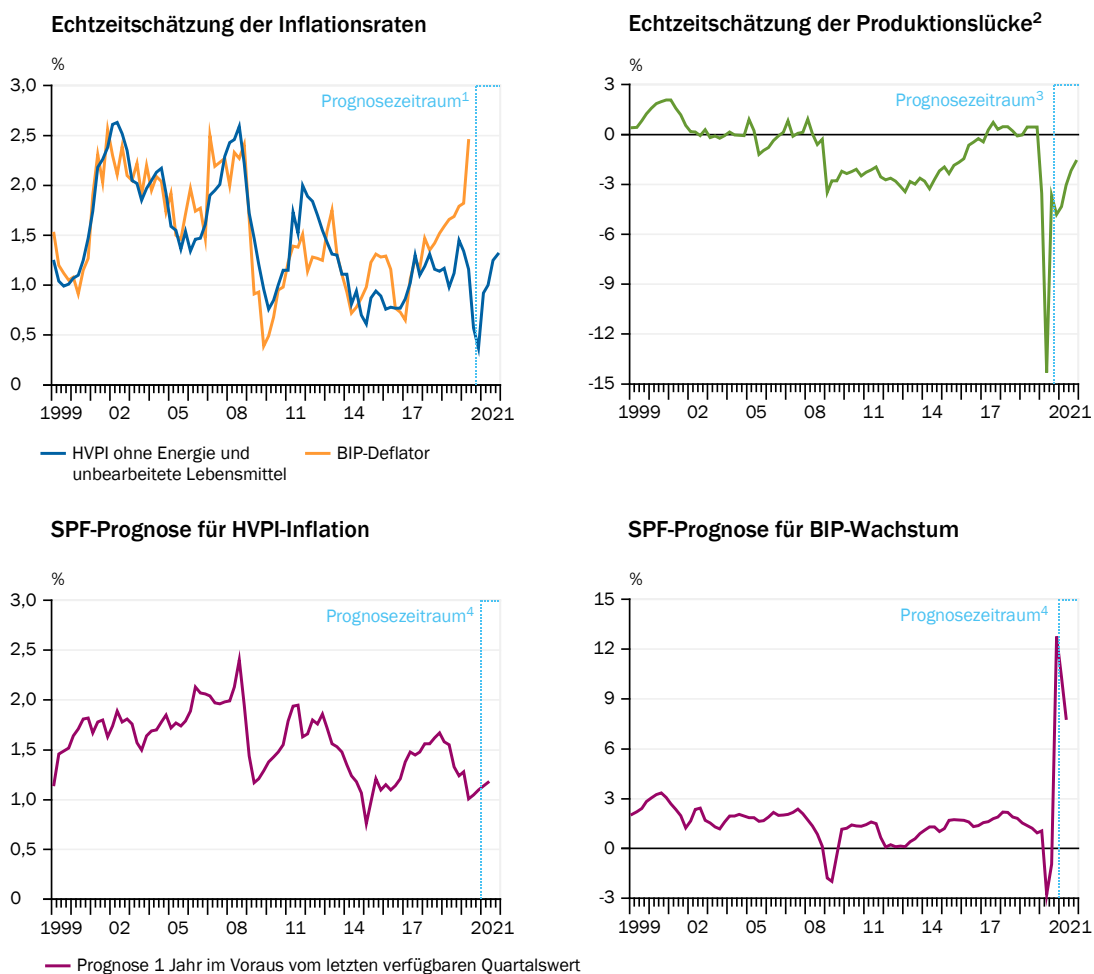 Echtzeitschätzung der Inflationsraten
%
3,0
2,5
2,0
1,5
1,0
0,5
0
Prognosezeitraum¹
1999 02 05 08 11 14 17 2021
HVPI ohne Energie und
unbearbeitete Lebensmittel
BIP-Deflator
Echtzeitschätzung der Produktionslücke²
%
3
0
-3
-6
-9
-12
-15
Prognosezeitraum³
1999 02 05 08 11 14 17 2021
SPF-Prognose für HVPI-Inflation
%
3,0
2,5
2,0
1,5
1,0
0,5
0
Prognosezeitraum⁴
1999 02 05 08 11 14 17 2021
SPF-Prognose für BIP-Wachstum
%
15
12
9
6
3
0
-3
Prognosezeitraum⁴
1999 02 05 08 11 14 17 2021
Prognose 1 Jahr im Voraus vom letzten verfügbaren Quartalswert